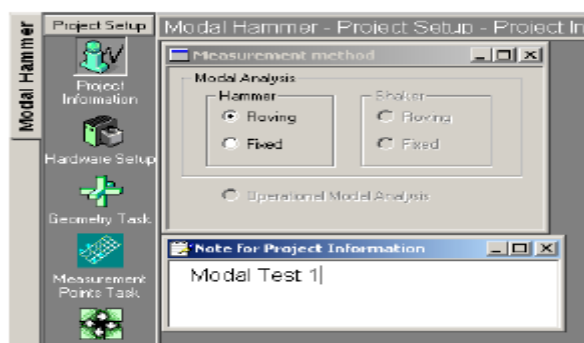 Modal Hammer
Project Setup
Project
Information
Hardware Setup
Geometry Task
Measurement
Points Task
Modal Hammer - Project Setup - Project In
Measurement method
Modal Analysis
Hammer
Roving
Fixed
Shaker
Roving
Fixed
Operational Modal Analysis
Note for Project Information
Modal Test 1